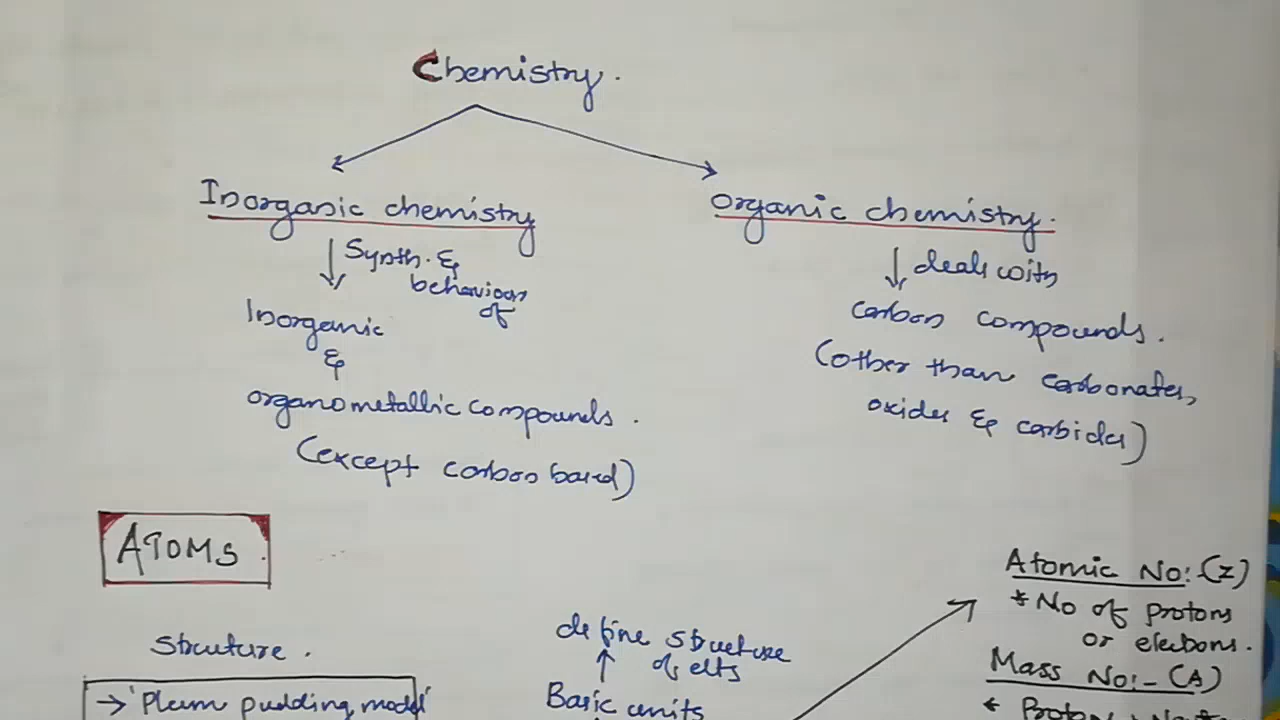 Chemistry.
Inorganic chemistry
Synth. &
behaviour
of
Inorganic
&
organometallic compounds.
(except carbon based)
Organic chemistry.
deals with
carbon compounds.
(other than carbonates,
oxides & carbides)
ATOMS
Struture.
→ 'Plum pudding model'
define structure
of elts
Basic units
Atomic No:-(Z)
* No of protons
or electrons.
Mass No:- (A)